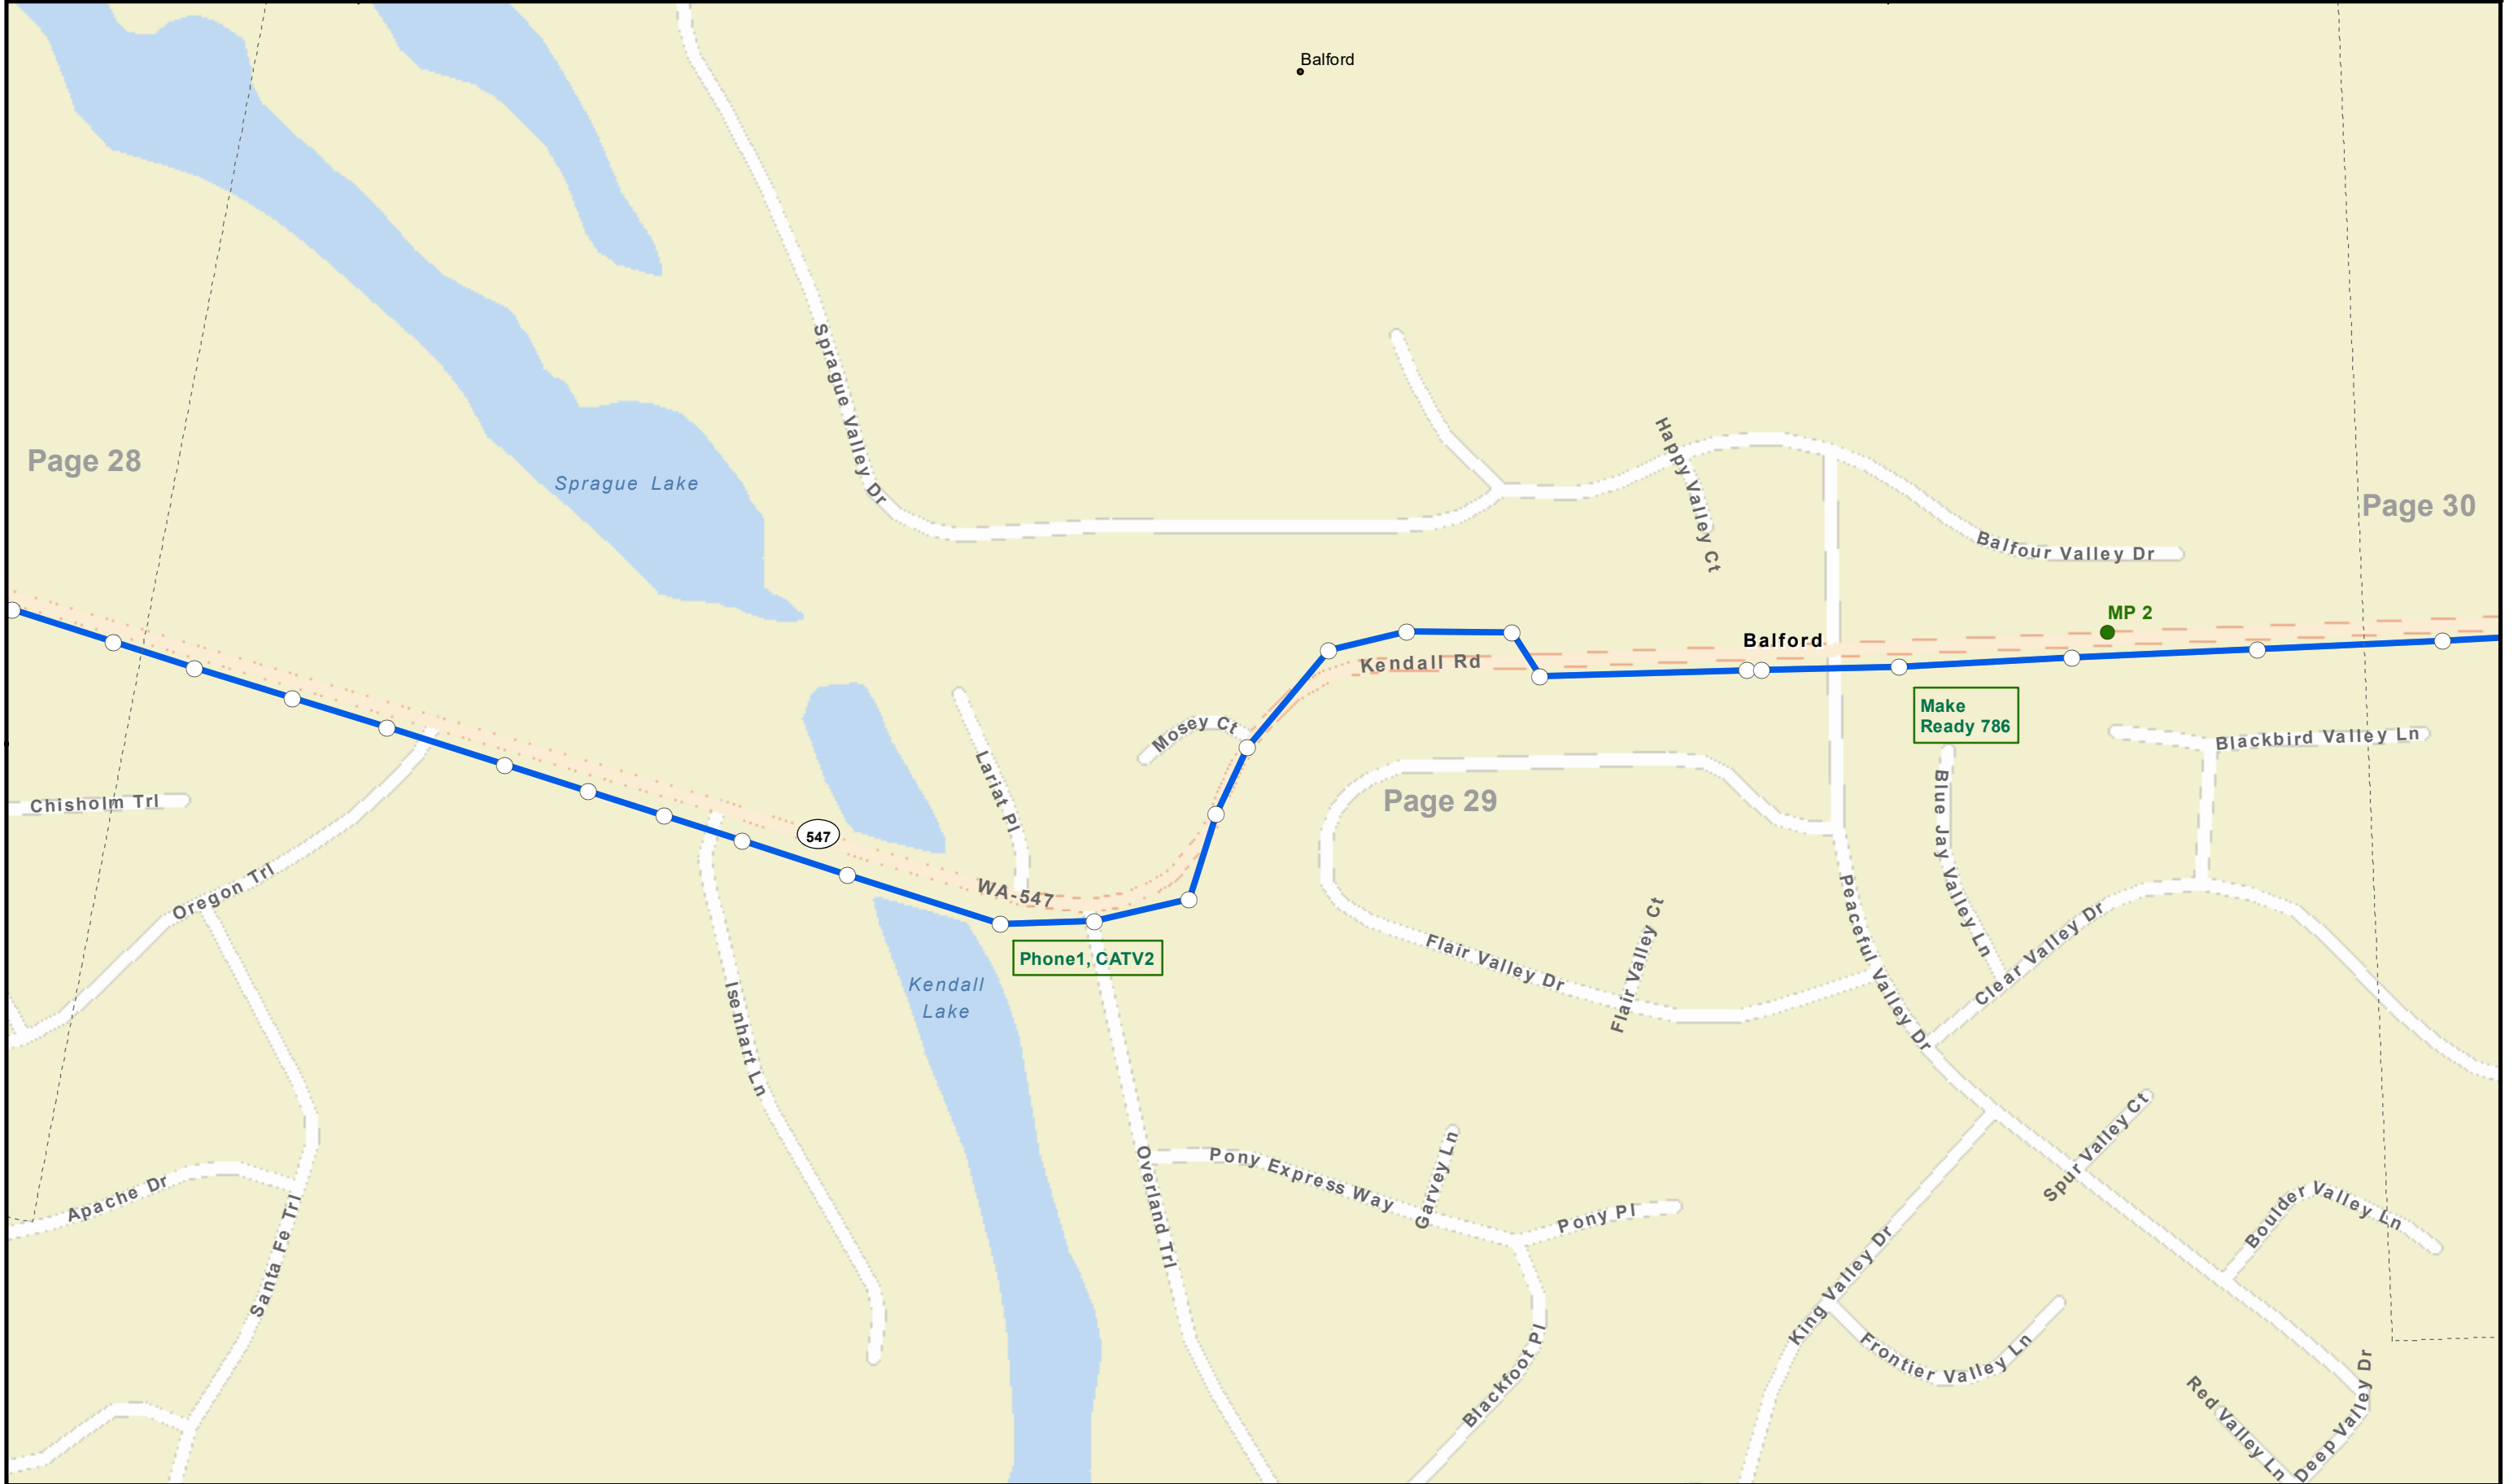 Balford
Sprague Valley Dr
Happy Valley Ct
Page 28
Sprague Lake
Page 30
Balfour Valley Dr
MP 2
Balford
Kendall Rd
Make
Ready 786
Mosey Ct
Blackbird Valley Ln
Lariat Pl
Chisholm Trl
Page 29
Blue Jay Valley Ln
547
WA-547
Oregon Trl
Peaceful Valley Dr
Flair Valley Ct
Flair Valley Dr
Clear Valley Dr
Phone1, CATV2
Kendall
Lake
Isenhart Ln
Spur Valley Ct
Overland Trl
Pony Express Way
Garvey Ln
Pony Pl
Apache Dr
Santa Fe Trl
Boulder Valley Ln
King Valley Dr
Frontier Valley Ln
Blackfoot Pl
Red Valley Ln
Deep Valley Dr